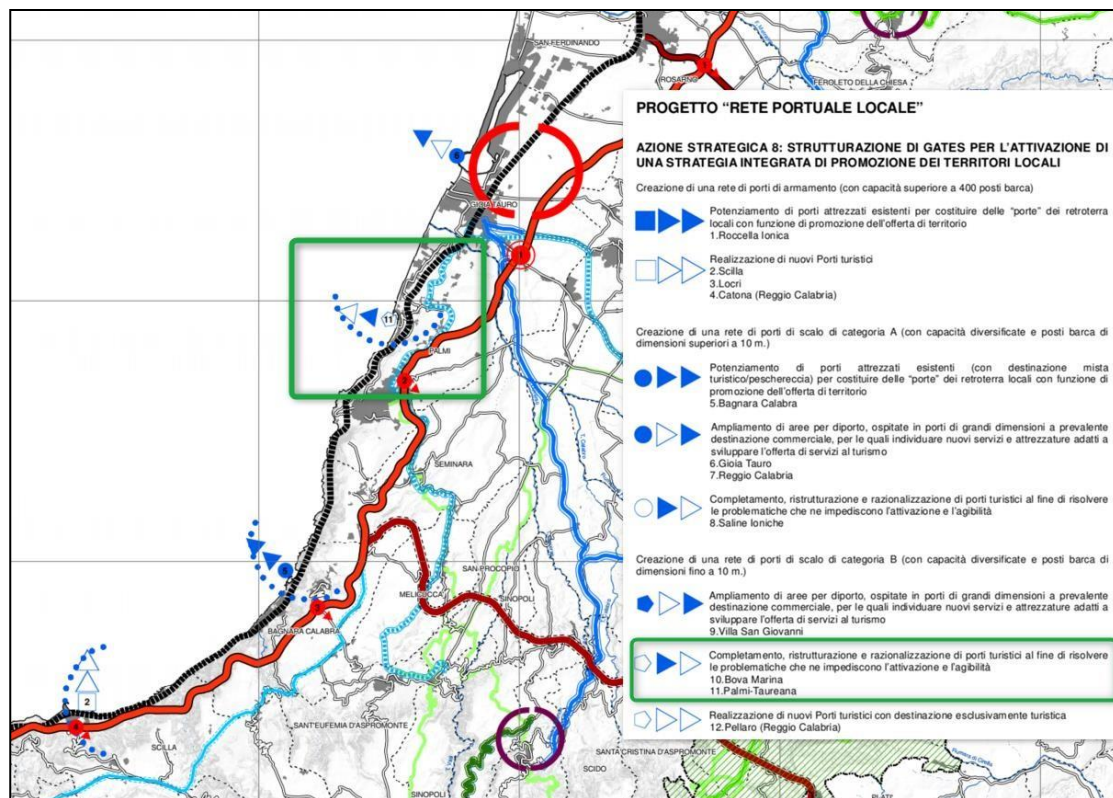 SAN FERDINANDO
ROSARNO
FEROLETO DELLA CHIESA
6
GIOIA TAURO
1
11
PALMI
SEMINARA
5
SAN PROCOPIO
MELICUCCA
SINOPOLI
BAGNARA CALABRA
2
SCILLA
SANT'EUFEMIA D'ASPROMONTE
SANTA CRISTINA D'ASPROMONTE
SCIDO
SINOPOLI
PROGETTO “RETE PORTUALE LOCALE”
AZIONE STRATEGICA 8: STRUTTURAZIONE DI GATES PER L’ATTIVAZIONE DI
UNA STRATEGIA INTEGRATA DI PROMOZIONE DEI TERRITORI LOCALI
Creazione di una rete di porti di armamento (con capacità superiore a 400 posti barca)
Potenziamento di porti attrezzati esistenti per costituire delle “porte” dei retroterra
locali con funzione di promozione dell’offerta di territorio
1.Roccella Ionica
Realizzazione di nuovi Porti turistici
2.Scilla
3.Locri
4.Catona (Reggio Calabria)
Creazione di una rete di porti di scalo di categoria A (con capacità diversificate e posti barca di
dimensioni superiori a 10 m.)
Potenziamento di porti attrezzati esistenti (con destinazione mista
turistico/peschereccia) per costituire delle “porte” dei retroterra locali con funzione di
promozione dell’offerta di territorio
5.Bagnara Calabra
Ampliamento di aree per diporto, ospitate in porti di grandi dimensioni a prevalente
destinazione commerciale, per le quali individuare nuovi servizi e attrezzature adatti a
sviluppare l’offerta di servizi al turismo
6.Gioia Tauro
7.Reggio Calabria
Completamento, ristrutturazione e razionalizzazione di porti turistici al fine di risolvere
le problematiche che ne impediscono l’attivazione e l’agibilità
8.Saline Ioniche
Creazione di una rete di porti di scalo di categoria B (con capacità diversificate e posti barca di
dimensioni fino a 10 m.)
Ampliamento di aree per diporto, ospitate in porti di grandi dimensioni a prevalente
destinazione commerciale, per le quali individuare nuovi servizi e attrezzature adatti a
sviluppare l’offerta di servizi al turismo
9.Villa San Giovanni
Completamento, ristrutturazione e razionalizzazione di porti turistici al fine di risolvere
le problematiche che ne impediscono l’attivazione e l’agibilità
10.Bova Marina
11.Palmi-Taureana
Realizzazione di nuovi Porti turistici con destinazione esclusivamente turistica
12.Pellaro (Reggio Calabria)